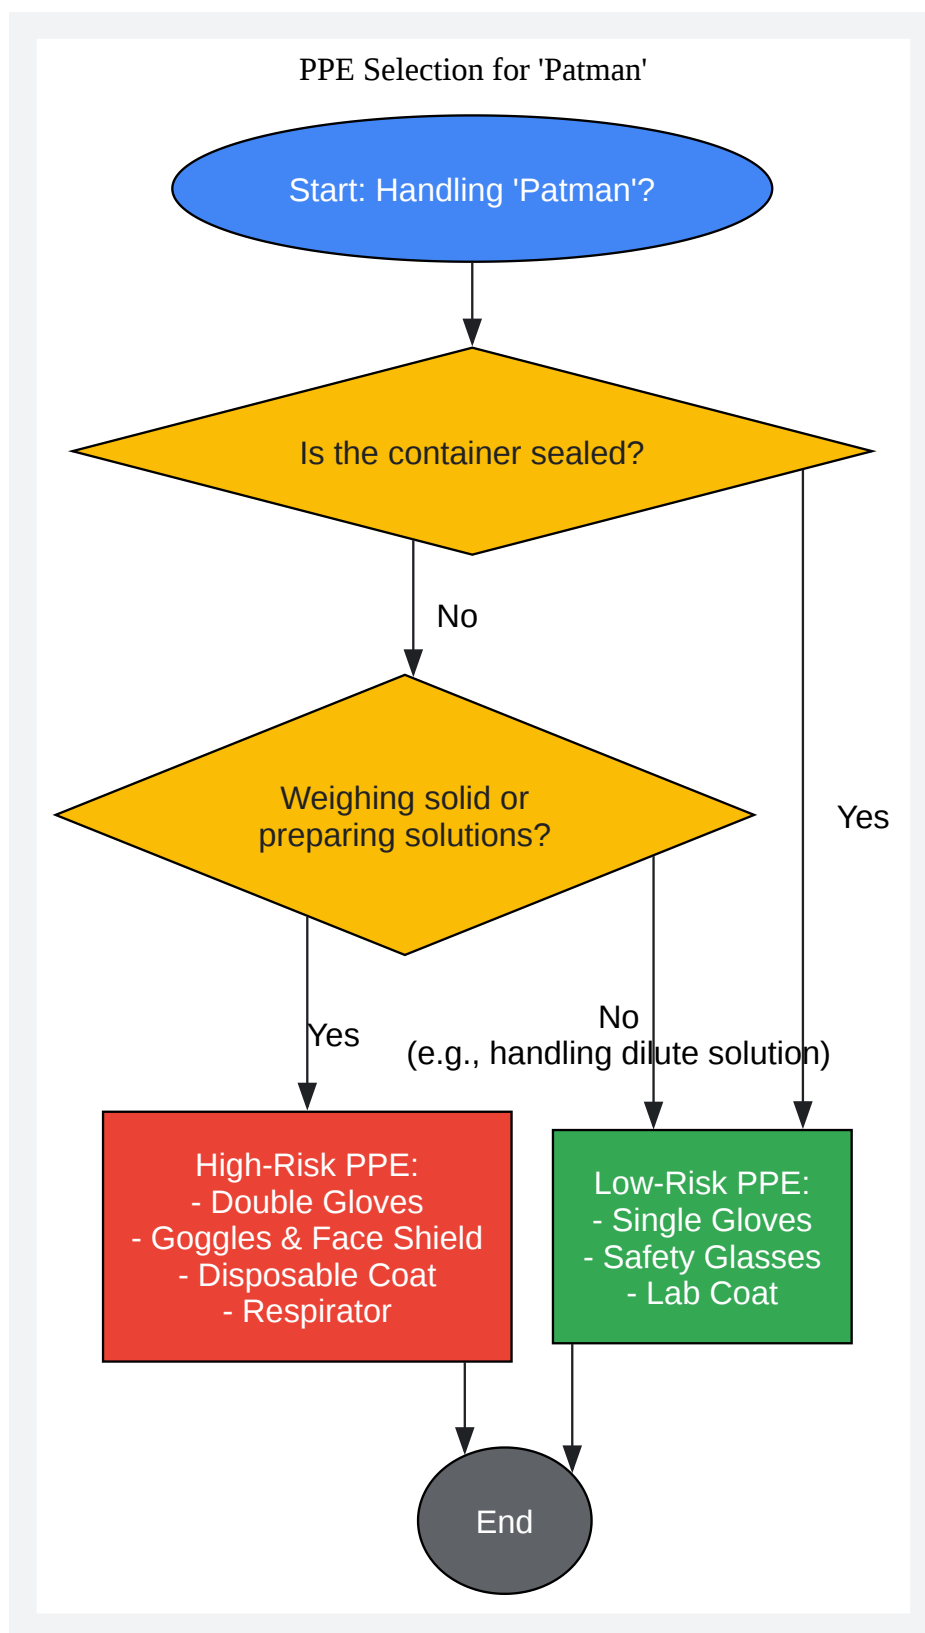 PPE Selection for 'Patman'
Start: Handling 'Patman'?
Is the container sealed?
No
Weighing solid or
preparing solutions?
Yes
Yes
No
(e.g., handling dilute solution)
High-Risk PPE:
- Double Gloves
- Goggles & Face Shield
- Disposable Coat
- Respirator
Low-Risk PPE:
- Single Gloves
- Safety Glasses
- Lab Coat
End